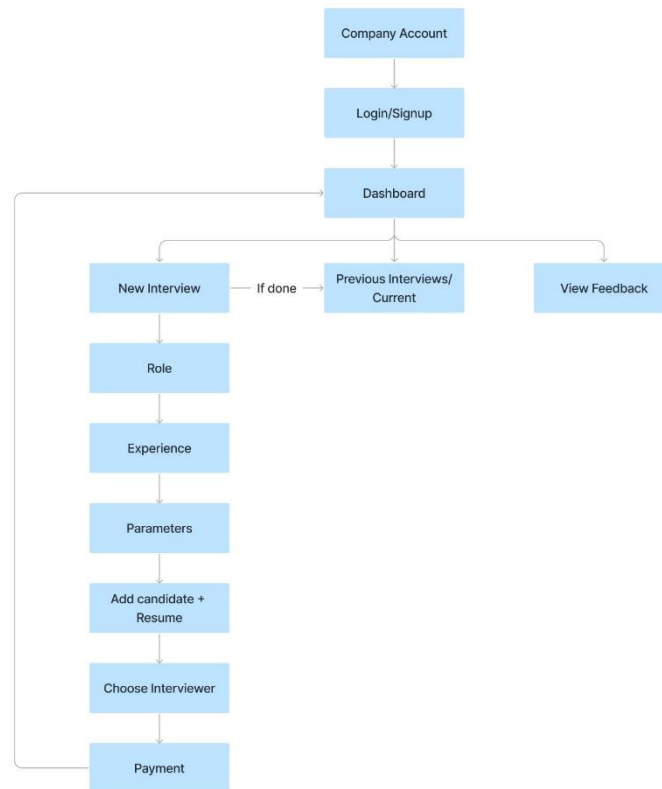 Company Account
Login/Signup
Dashboard
New Interview
If done
Previous Interviews/
Current
View Feedback
Role
Experience
Parameters
Add candidate +
Resume
Choose Interviewer
Payment